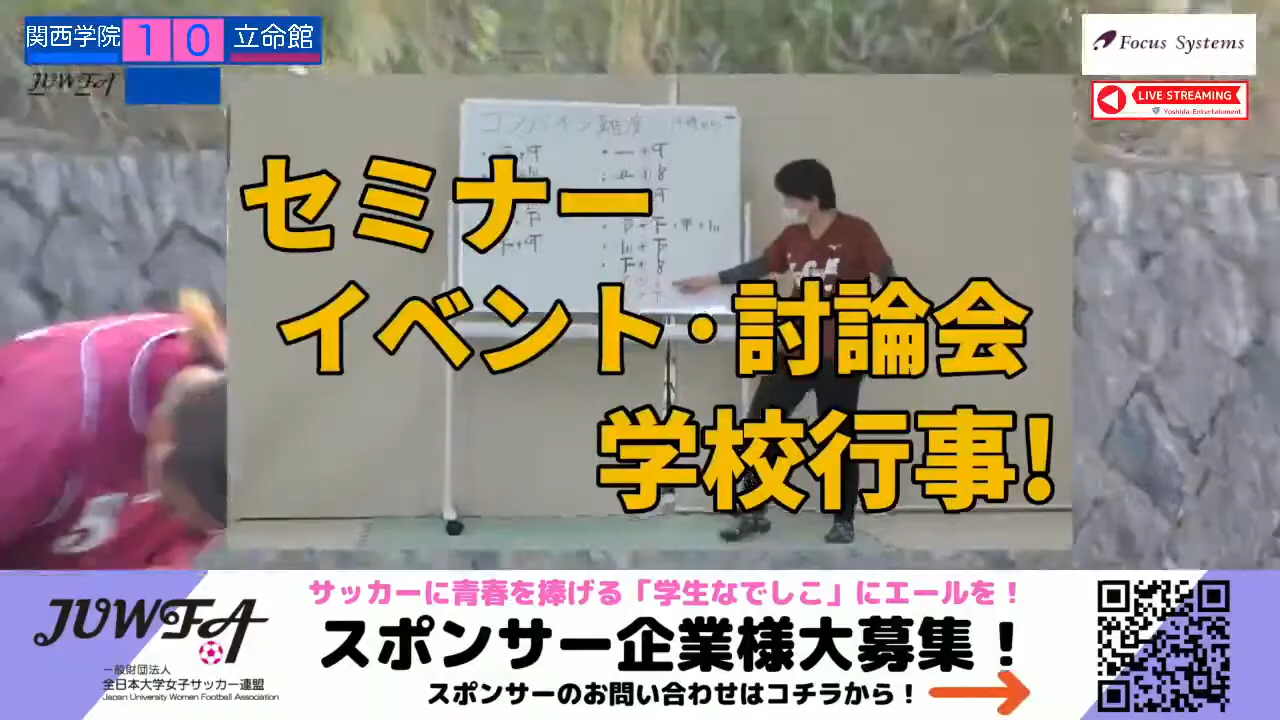 関西学院 1 0 立命館
JUWFA
Focus Systems
LIVE STREAMING
Yoshida-Entertainment
セミナー
イベント・討論会
学校行事!
5
サッカーに青春を捧げる「学生なでしこ」にエールを！
スポンサー企業様大募集！
スポンサーのお問い合わせはコチラから！
JUWFA
一般財団法人
全日本大学女子サッカー連盟
Japan University Women Football Association